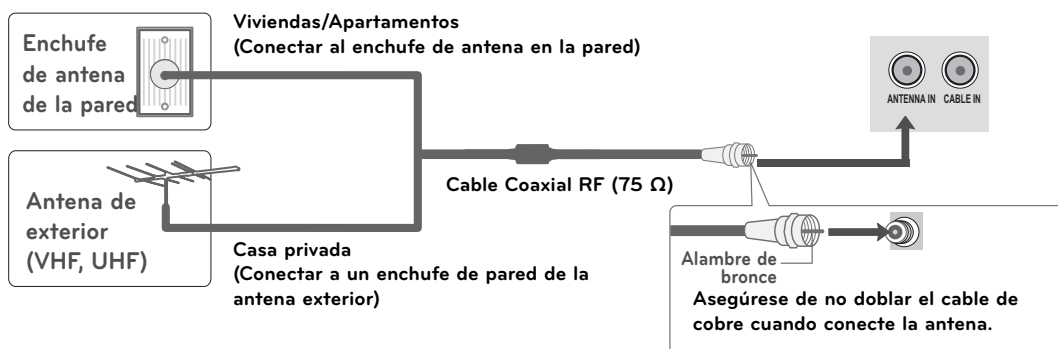 Enchufe
de antena
de la pared
Viviendas/Apartamentos
(Conectar al enchufe de antena en la pared)
ANTENNA IN
CABLE IN
Antena de
exterior
(VHF, UHF)
Cable Coaxial RF (75 Ω)
Casa privada
(Conectar a un enchufe de pared de la
antena exterior)
Alambre de
bronce
Asegúrese de no doblar el cable de
cobre cuando conecte la antena.